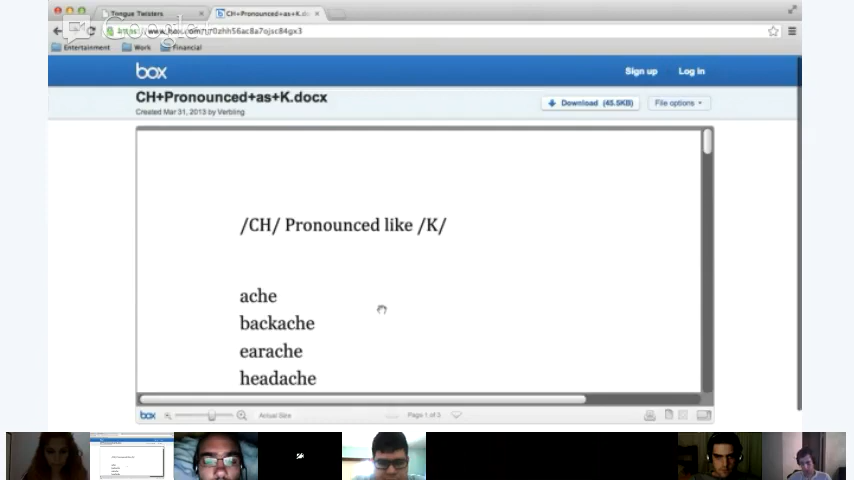 Tongue Twisters
CH+Pronounced+as+K.do
Google+
Entertainment
Work
Financial
box
Sign up
Log in
CH+Pronounced+as+K.docx
Created Mar 31, 2013 by Verbling
Download (45.5KB)
File options
/CH/ Pronounced like /K/
ache
backache
earache
headache
box
Actual Size
Page 1 of 3